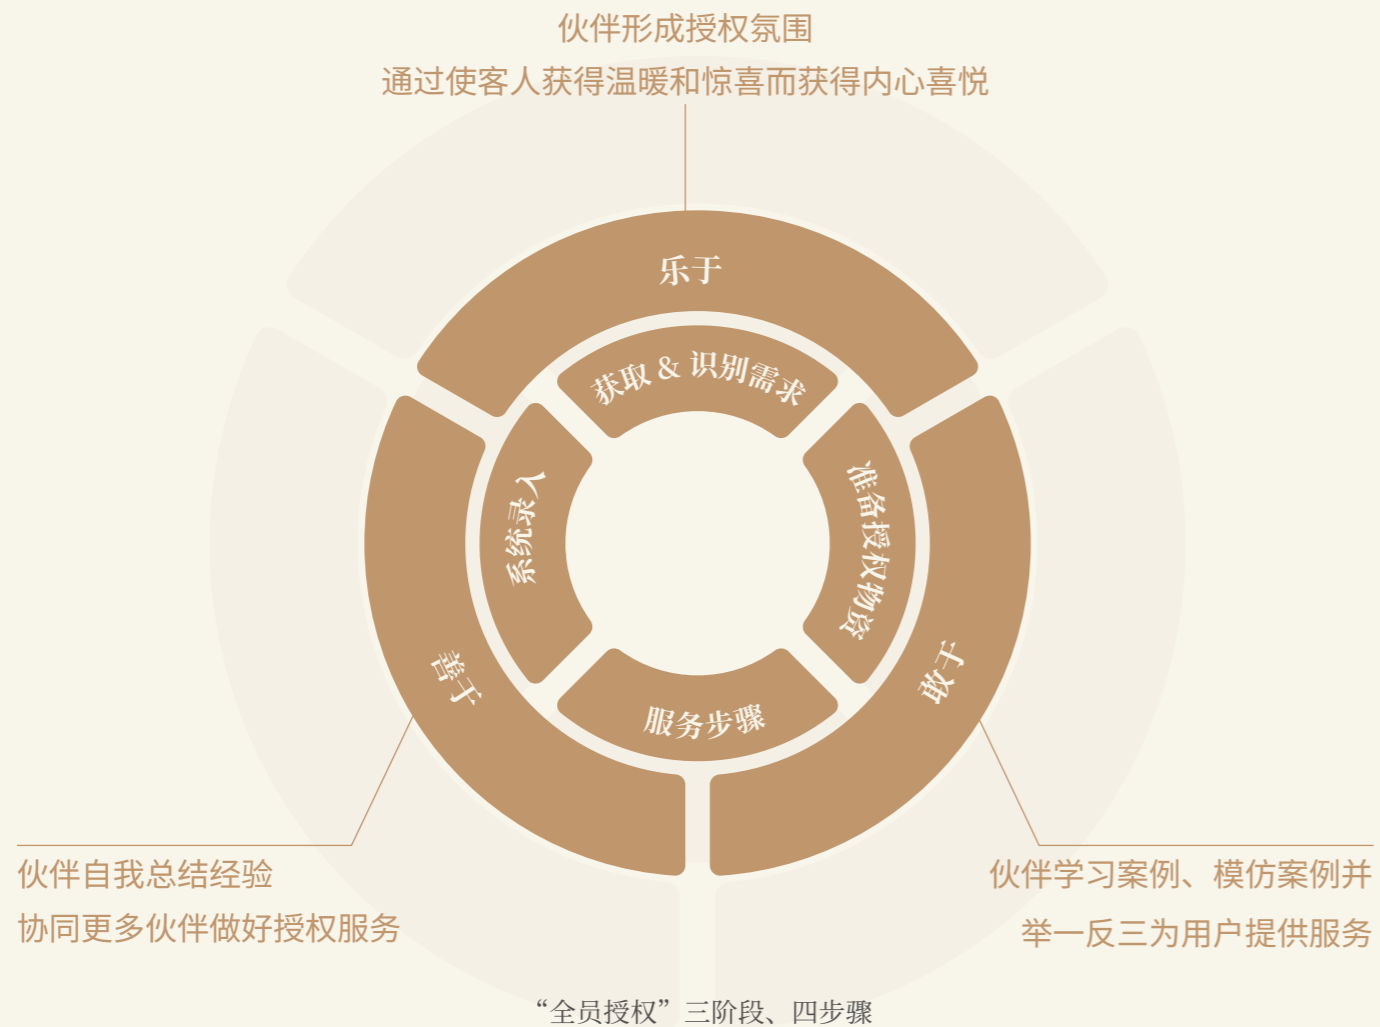 伙伴形成授权氛围
通过使客人获得温暖和惊喜而获得内心喜悦
乐于
获取 & 识别需求
系统录入
准备授权物资
善于
敢于
服务步骤
伙伴自我总结经验
协同更多伙伴做好授权服务
伙伴学习案例、模仿案例并
举一反三为用户提供服务
“全员授权”三阶段、四步骤